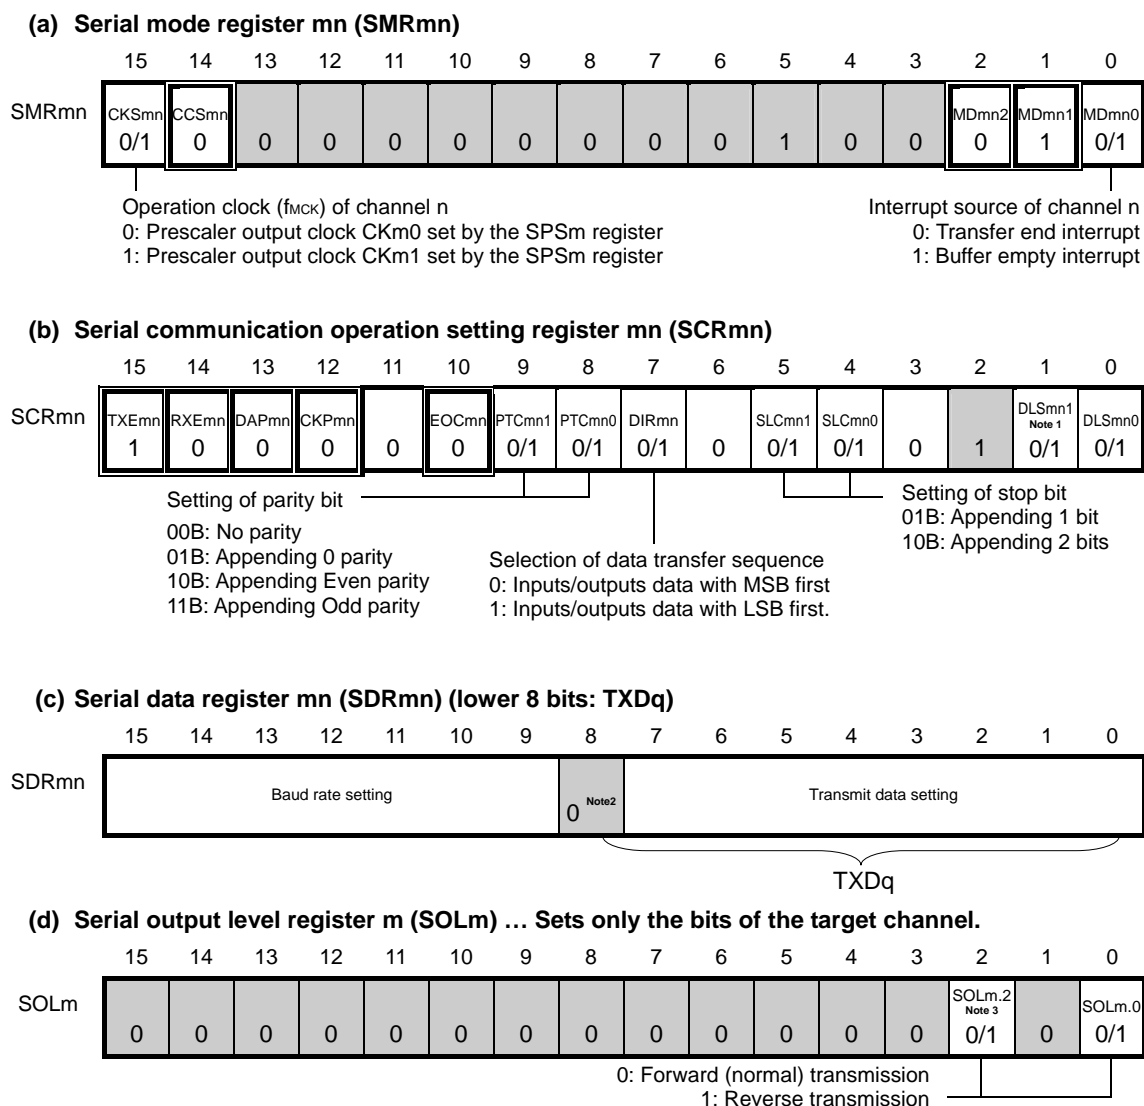 (a) Serial mode register mn (SMRmn)
15 14 13 12 11 10 9 8 7 6 5 4 3 2 1 0
SMRmn CKSmn CCSmn MDmn2 MDmn1 MDmn0
0/1 0 0 0 0 0 0 0 0 0 1 0 0 0 1 0/1
Operation clock (fMCK) of channel n
0: Prescaler output clock CKm0 set by the SPSm register
1: Prescaler output clock CKm1 set by the SPSm register
Interrupt source of channel n
0: Transfer end interrupt
1: Buffer empty interrupt
(b) Serial communication operation setting register mn (SCRmn)
15 14 13 12 11 10 9 8 7 6 5 4 3 2 1 0
SCRmn TXEmn RXEmn DAPmn CKPmn EOCmn PTCmn1 PTCmn0 DIRmn SLCmn1 SLCmn0 DLSmn1 Note 1 DLSmn0
1 0 0 0 0 0 0/1 0/1 0/1 0 0/1 0/1 0 1 0/1 0/1
Setting of parity bit
00B: No parity
01B: Appending 0 parity
10B: Appending Even parity
11B: Appending Odd parity
Selection of data transfer sequence
0: Inputs/outputs data with MSB first
1: Inputs/outputs data with LSB first.
Setting of stop bit
01B: Appending 1 bit
10B: Appending 2 bits
(c) Serial data register mn (SDRmn) (lower 8 bits: TXDq)
15 14 13 12 11 10 9 8 7 6 5 4 3 2 1 0
SDRmn Baud rate setting 0 Note2 Transmit data setting
TXDq
(d) Serial output level register m (SOLm) … Sets only the bits of the target channel.
15 14 13 12 11 10 9 8 7 6 5 4 3 2 1 0
SOLm SOLm.2 Note 3 SOLm.0
0 0 0 0 0 0 0 0 0 0 0 0 0 0/1 0 0/1
0: Forward (normal) transmission
1: Reverse transmission